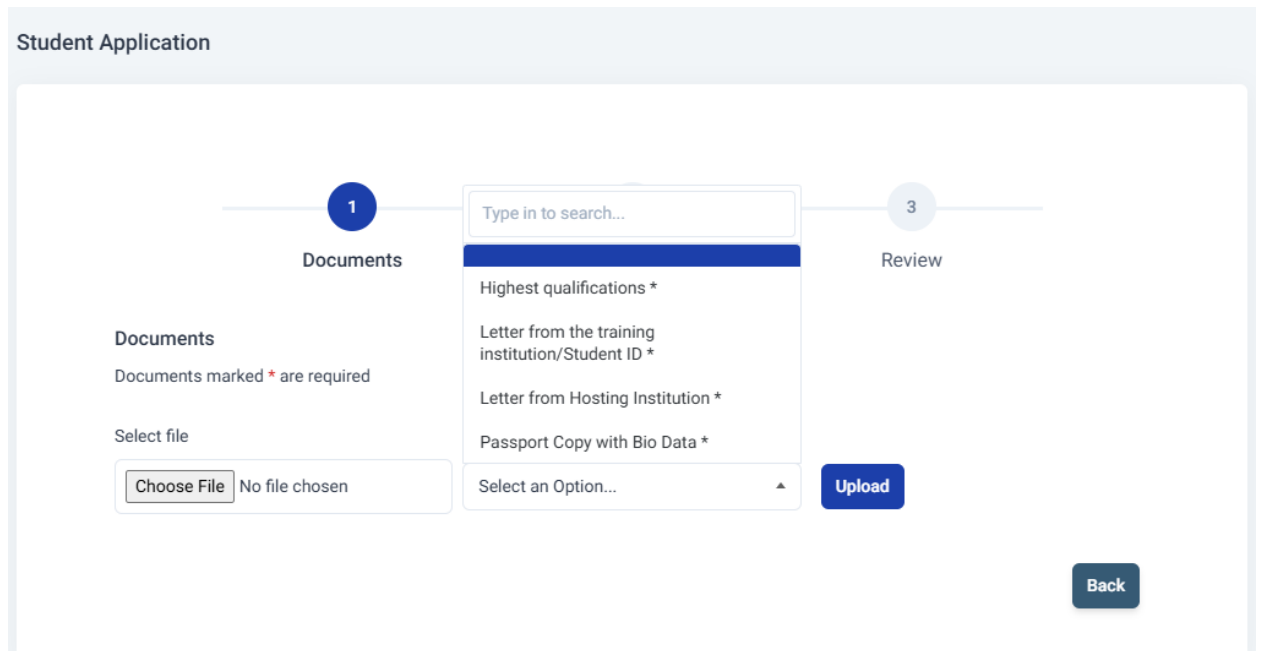 Student Application
1
Type in to search...
3
Documents
Review
Highest qualifications *
Letter from the training
institution/Student ID *
Letter from Hosting Institution *
Passport Copy with Bio Data *
Documents
Documents marked * are required
Select file
Choose File No file chosen
Select an Option...
Upload
Back